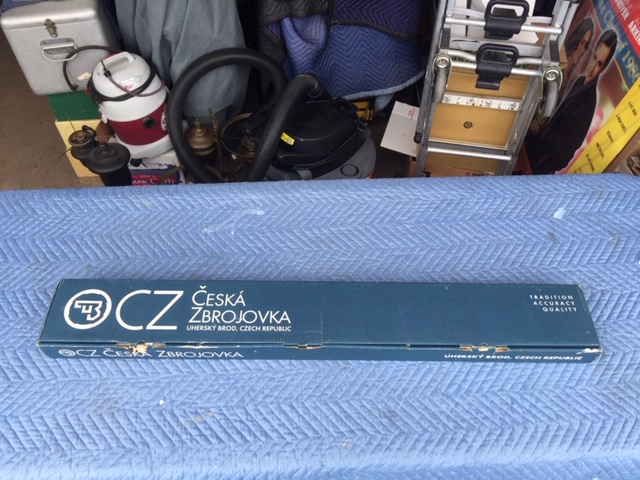 CZ
ČESKÁ
ZBROJOVKA
UHERSKÝ BROD, CZECH REPUBLIC
TRADITION
ACCURACY
QUALITY
CZ ČESKÁ ZBROJOVKA
UHERSKÝ BROD, CZECH REPUBLIC